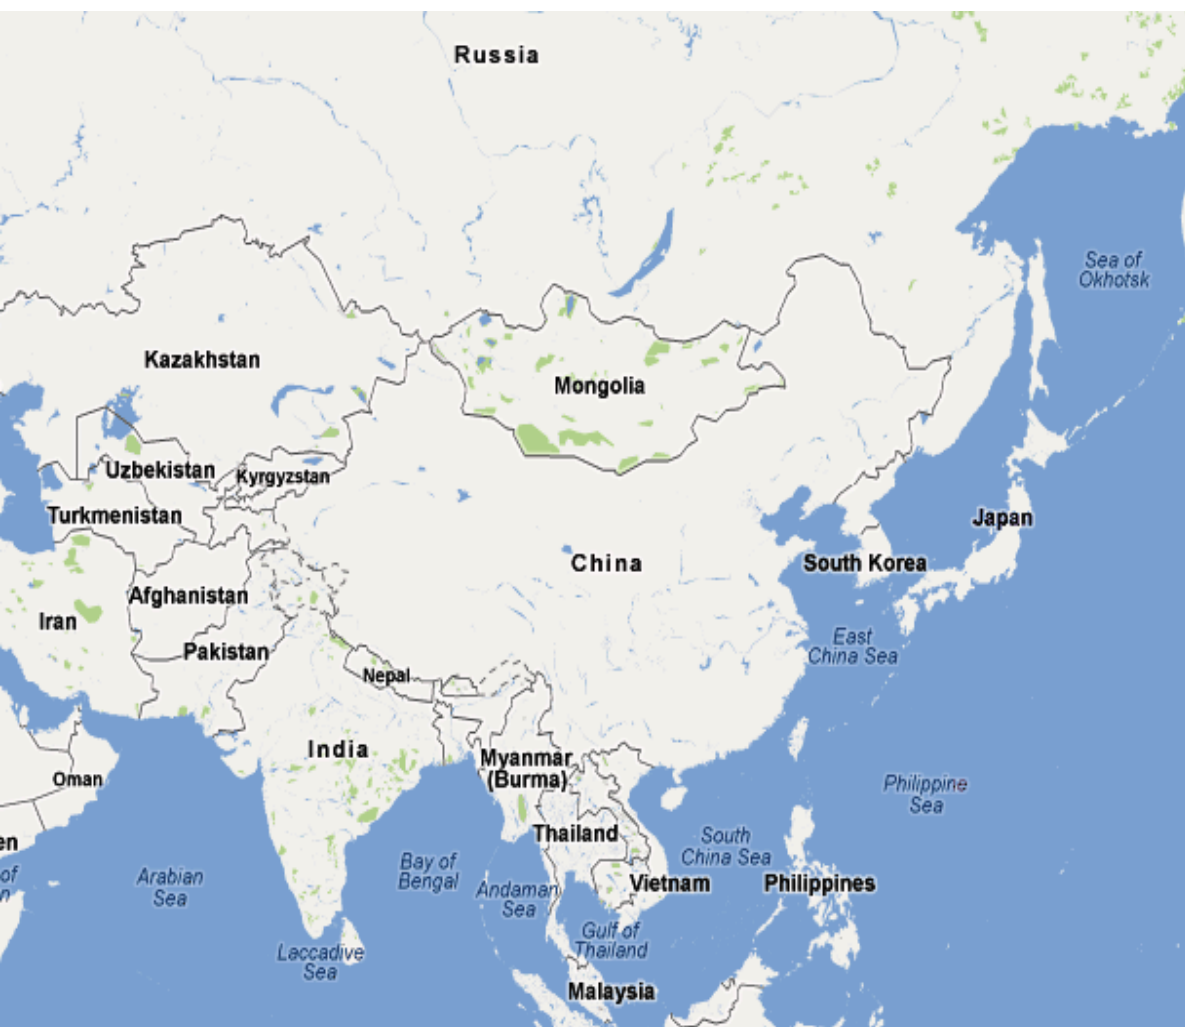 Russia
Sea of
Okhotsk
Kazakhstan
Mongolia
Uzbekistan
Kyrgyzstan
Turkmenistan
Japan
China
South Korea
Afghanistan
Iran
East
China Sea
Pakistan
Nepal
India
Myanmar
(Burma)
Oman
Philippine
Sea
Thailand
en
South
China Sea
Bay of
Bengal
Arabian
Sea
of
n
Andaman
Sea
Vietnam
Philippines
Gulf of
Thailand
Laccadive
Sea
Malaysia